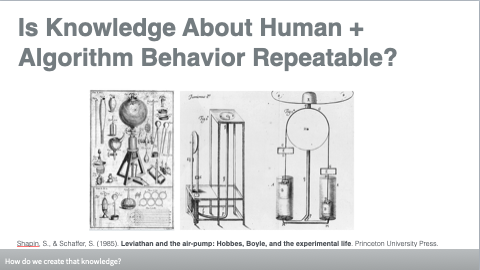 Is Knowledge About Human +
Algorithm Behavior Repeatable?
Shapin, S., & Schaffer, S. (1985). Leviathan and the air-pump: Hobbes, Boyle, and the experimental life. Princeton University Press.
How do we create that knowledge?